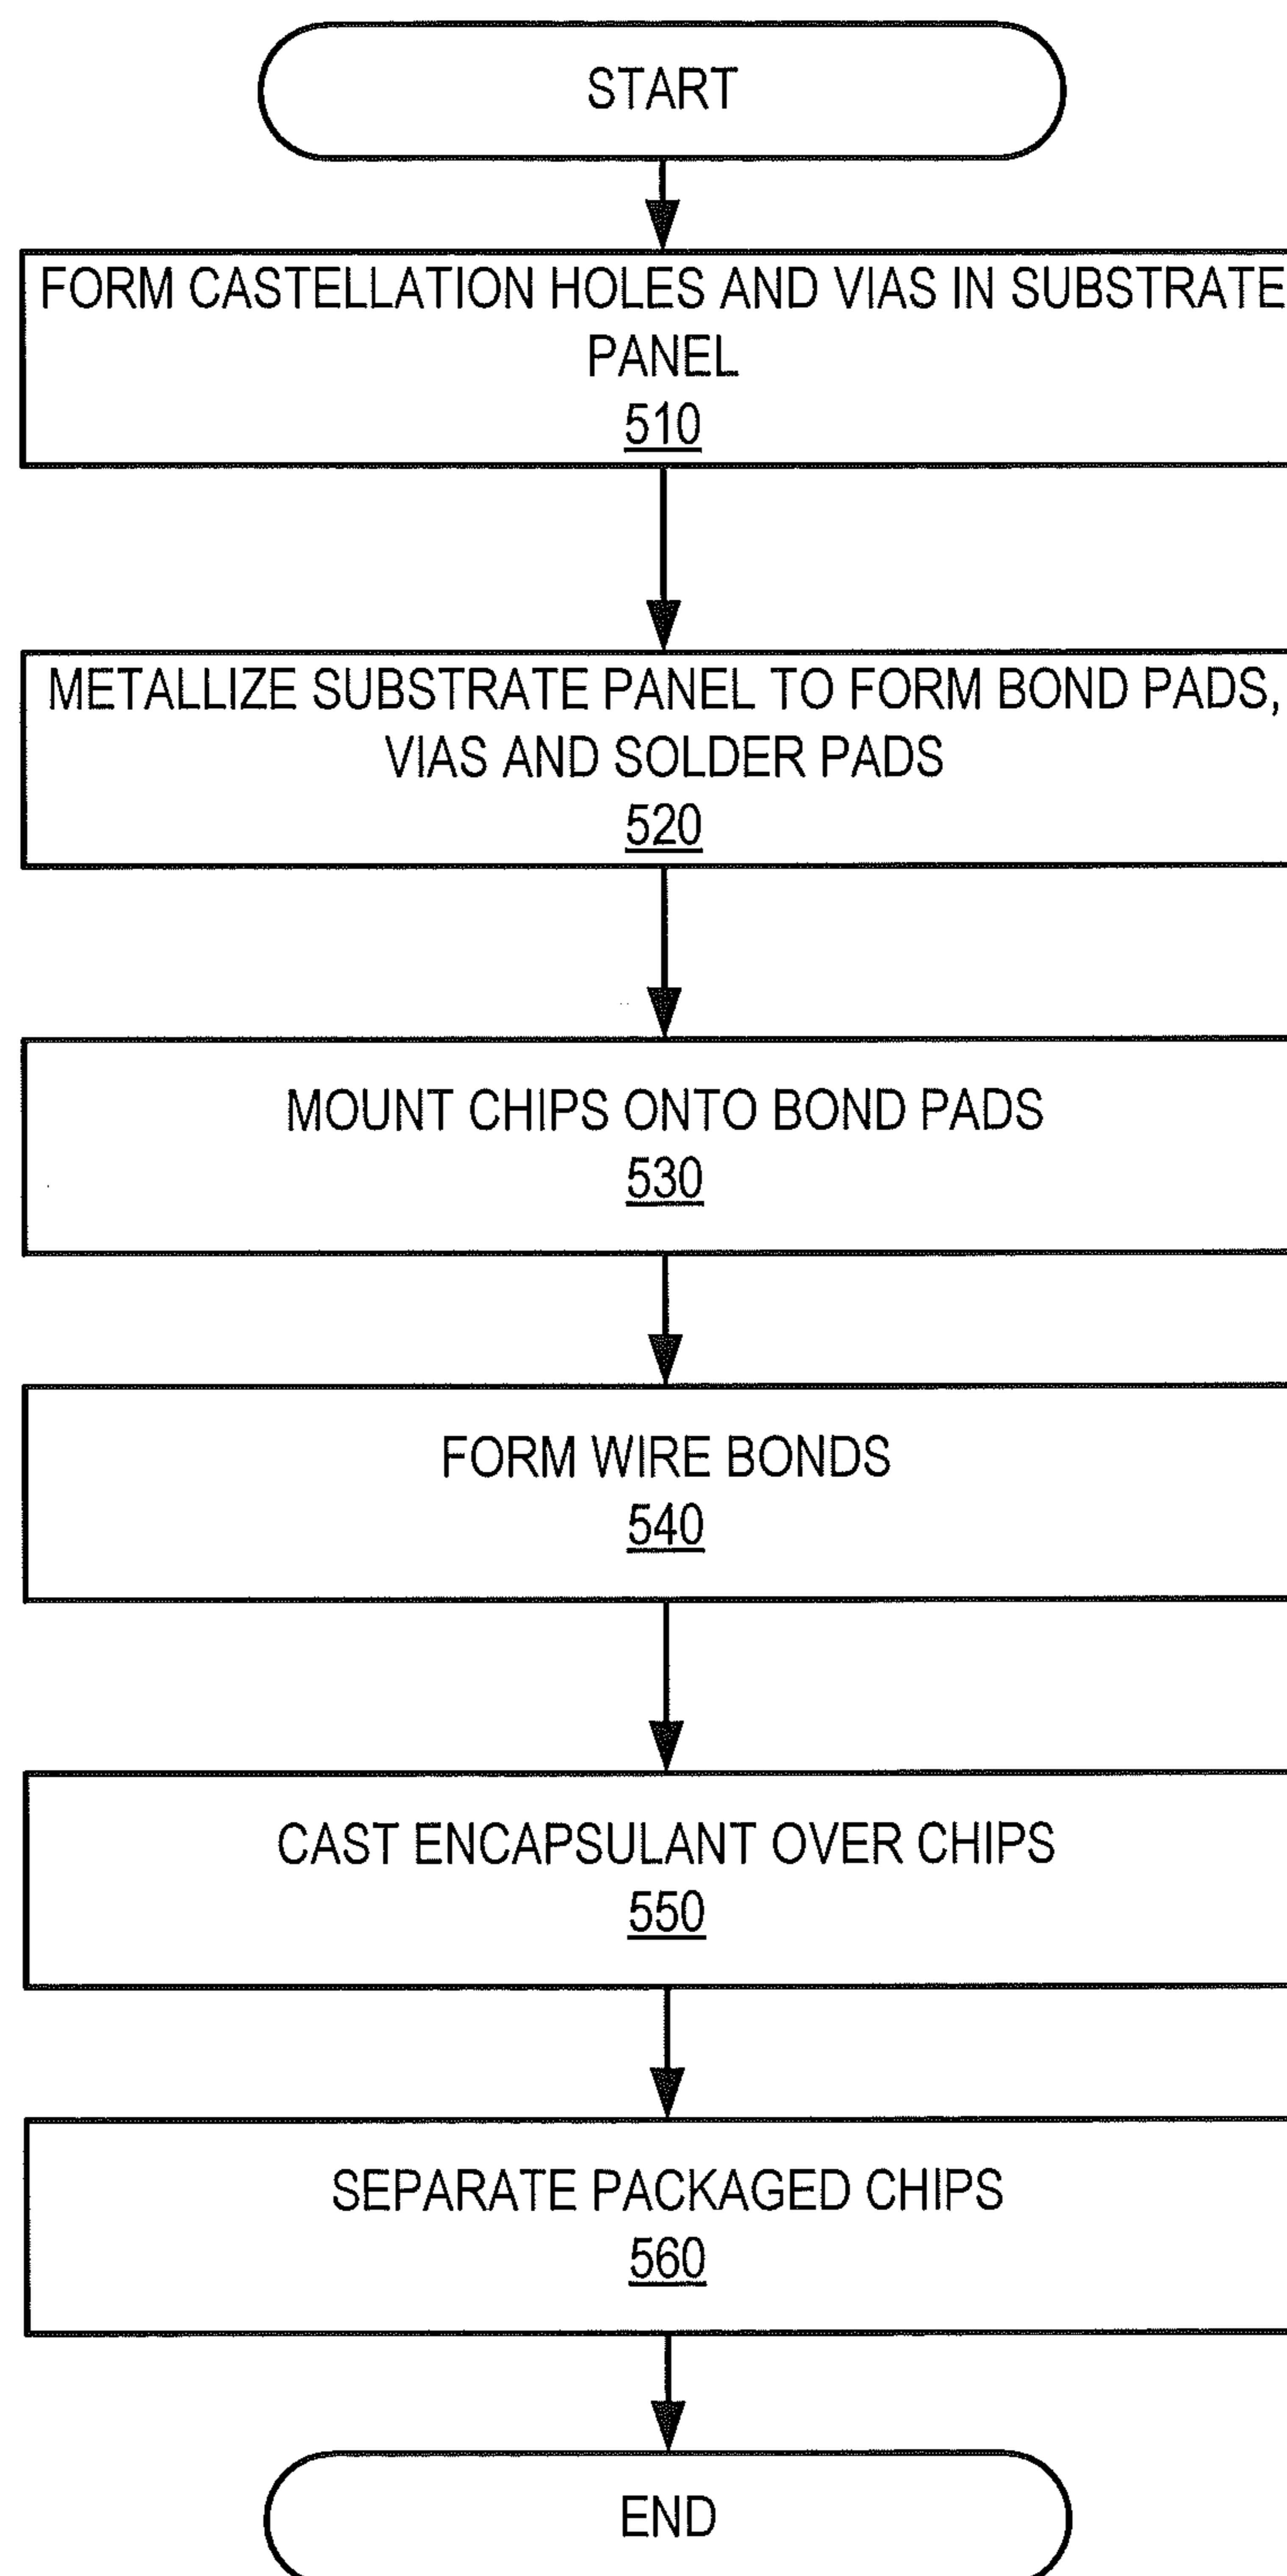 START
FORM CASTELLATION HOLES AND VIAS IN SUBSTRATE
PANEL
510
METALLIZE SUBSTRATE PANEL TO FORM BOND PADS,
VIAS AND SOLDER PADS
520
MOUNT CHIPS ONTO BOND PADS
530
FORM WIRE BONDS
540
CAST ENCAPSULANT OVER CHIPS
550
SEPARATE PACKAGED CHIPS
560
END